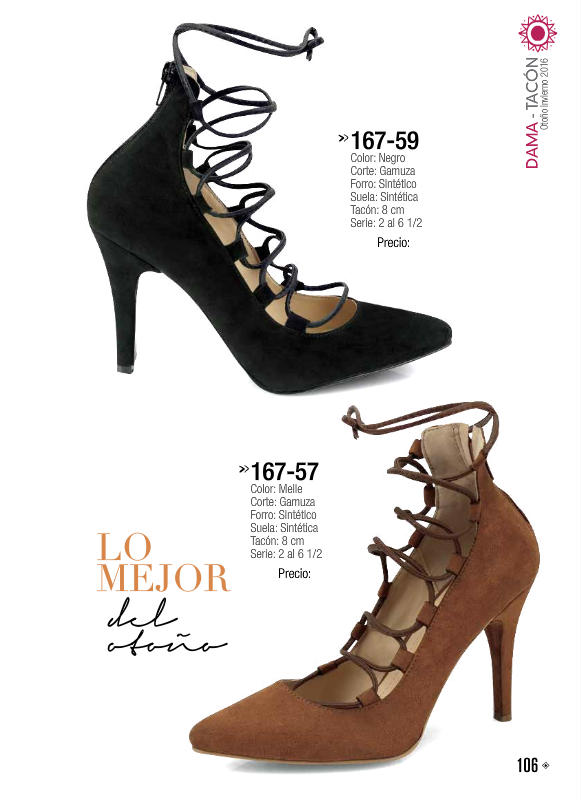 DAMA - TACÓN
Otoño Invierno 2016
167-59
Color: Negro
Corte: Gamuza
Forro: Sintético
Suela: Sintética
Tacón: 8 cm
Serie: 2 al 6 1/2
Precio:
167-57
Color: Melle
Corte: Gamuza
Forro: Sintético
Suela: Sintética
Tacón: 8 cm
Serie: 2 al 6 1/2
Precio:
LO
MEJOR
del
otoño
106